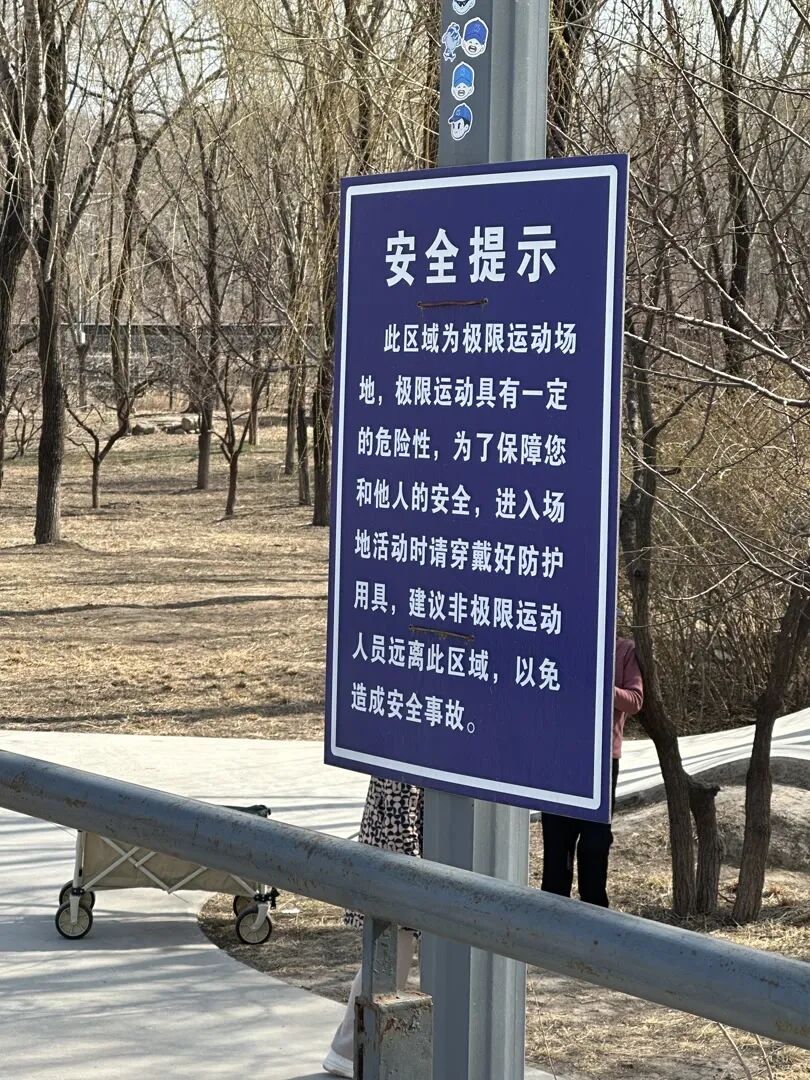 安全提示
此区域为极限运动场
地，极限运动具有一定
的危险性，为了保障您
和他人的安全，进入场
地活动时请穿戴好防护
用具，建议非极限运动
人员远离此区域，以免
造成安全事故。